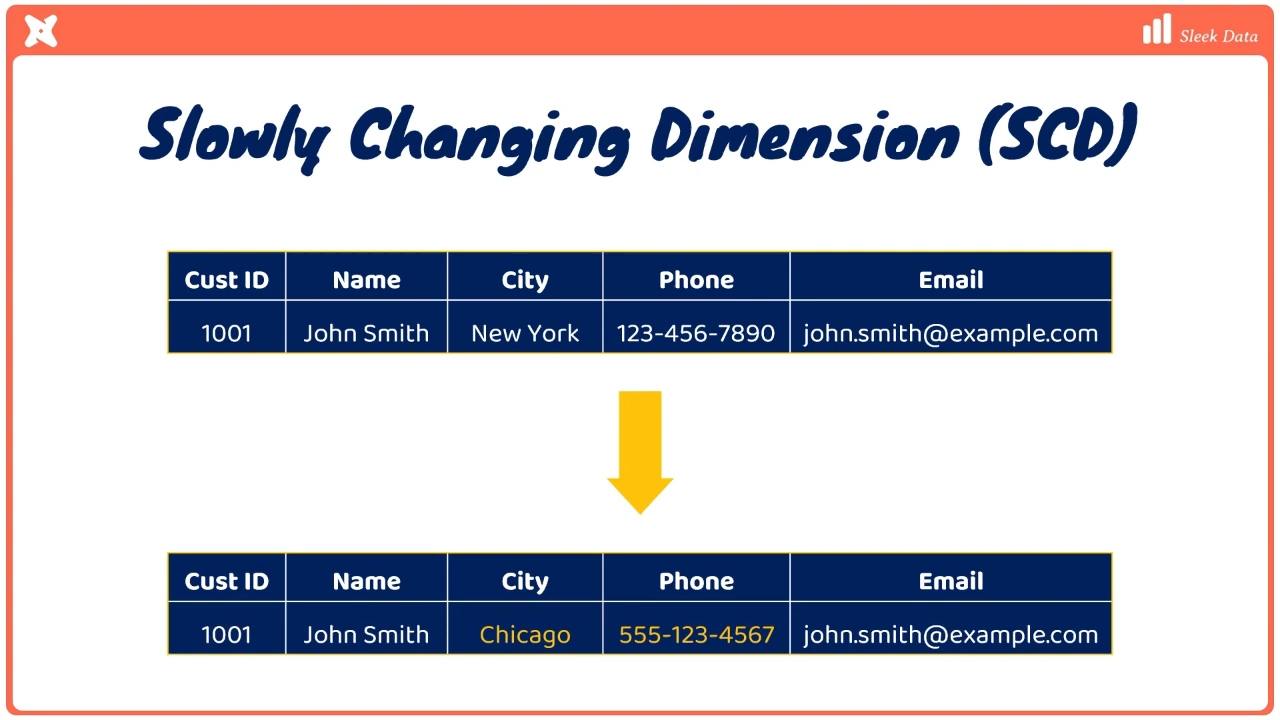 Sleek Data
Slowly Changing Dimension (SCD)
Cust ID Name City Phone Email
1001 John Smith New York 123-456-7890 john.smith@example.com
Cust ID Name City Phone Email
1001 John Smith Chicago 555-123-4567 john.smith@example.com